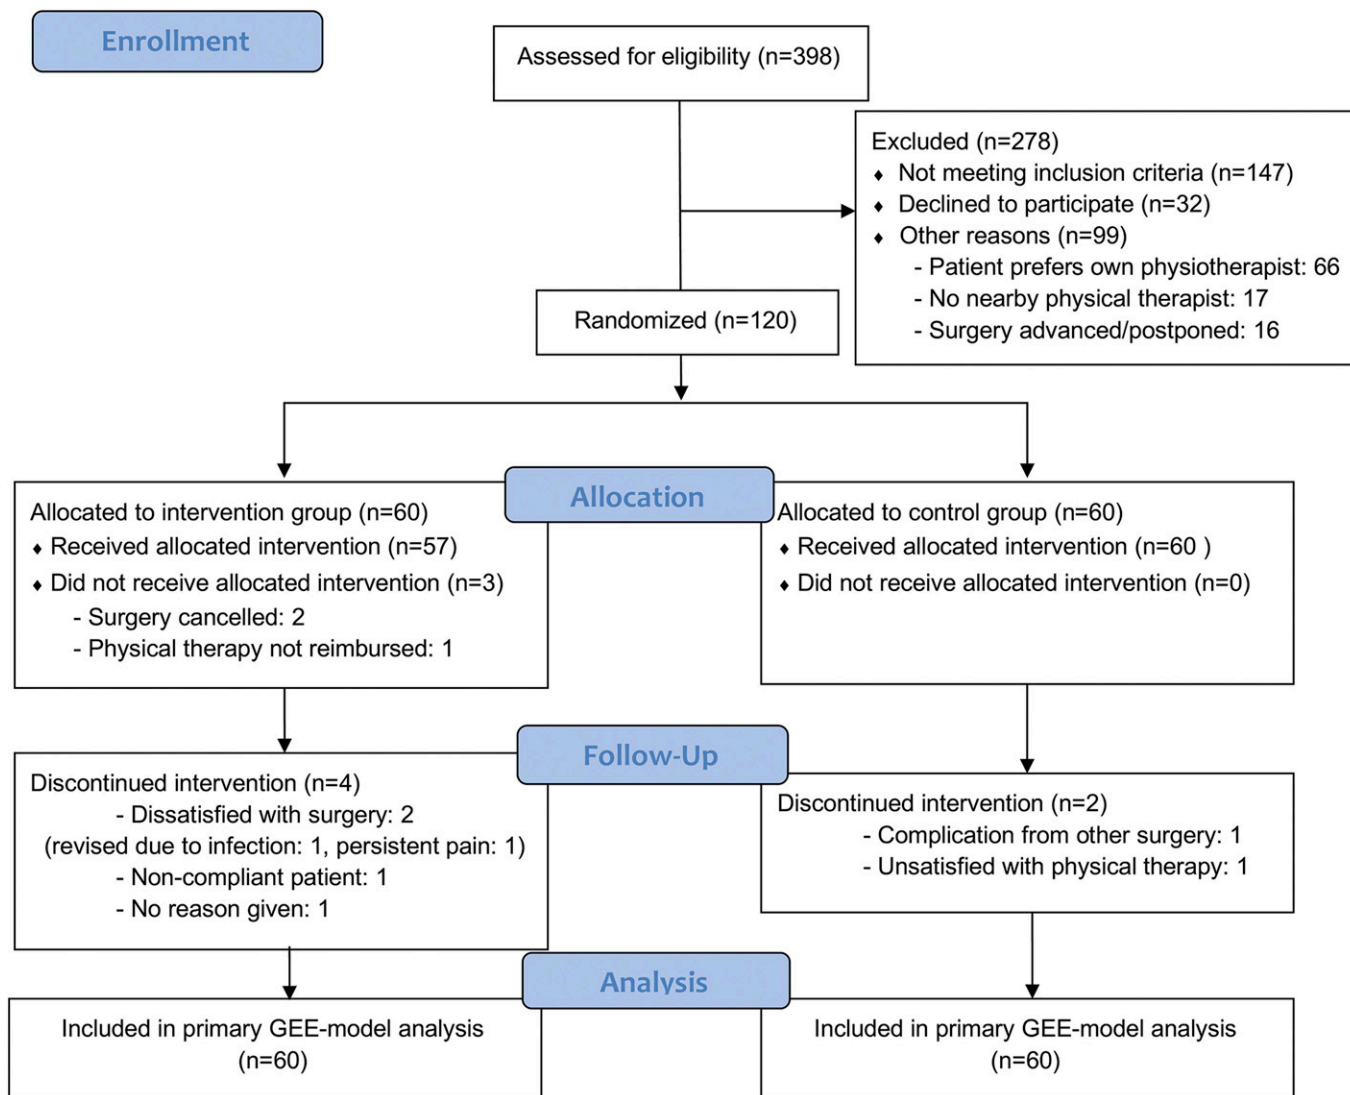 Enrollment
Assessed for eligibility (n=398)
Excluded (n=278)
♦ Not meeting inclusion criteria (n=147)
♦ Declined to participate (n=32)
♦ Other reasons (n=99)
- Patient prefers own physiotherapist: 66
- No nearby physical therapist: 17
- Surgery advanced/postponed: 16
Randomized (n=120)
Allocation
Allocated to intervention group (n=60)
♦ Received allocated intervention (n=57)
♦ Did not receive allocated intervention (n=3)
- Surgery cancelled: 2
- Physical therapy not reimbursed: 1
Allocated to control group (n=60)
♦ Received allocated intervention (n=60 )
♦ Did not receive allocated intervention (n=0)
Follow-Up
Discontinued intervention (n=4)
- Dissatisfied with surgery: 2
(revised due to infection: 1, persistent pain: 1)
- Non-compliant patient: 1
- No reason given: 1
Discontinued intervention (n=2)
- Complication from other surgery: 1
- Unsatisfied with physical therapy: 1
Analysis
Included in primary GEE-model analysis
(n=60)
Included in primary GEE-model analysis
(n=60)